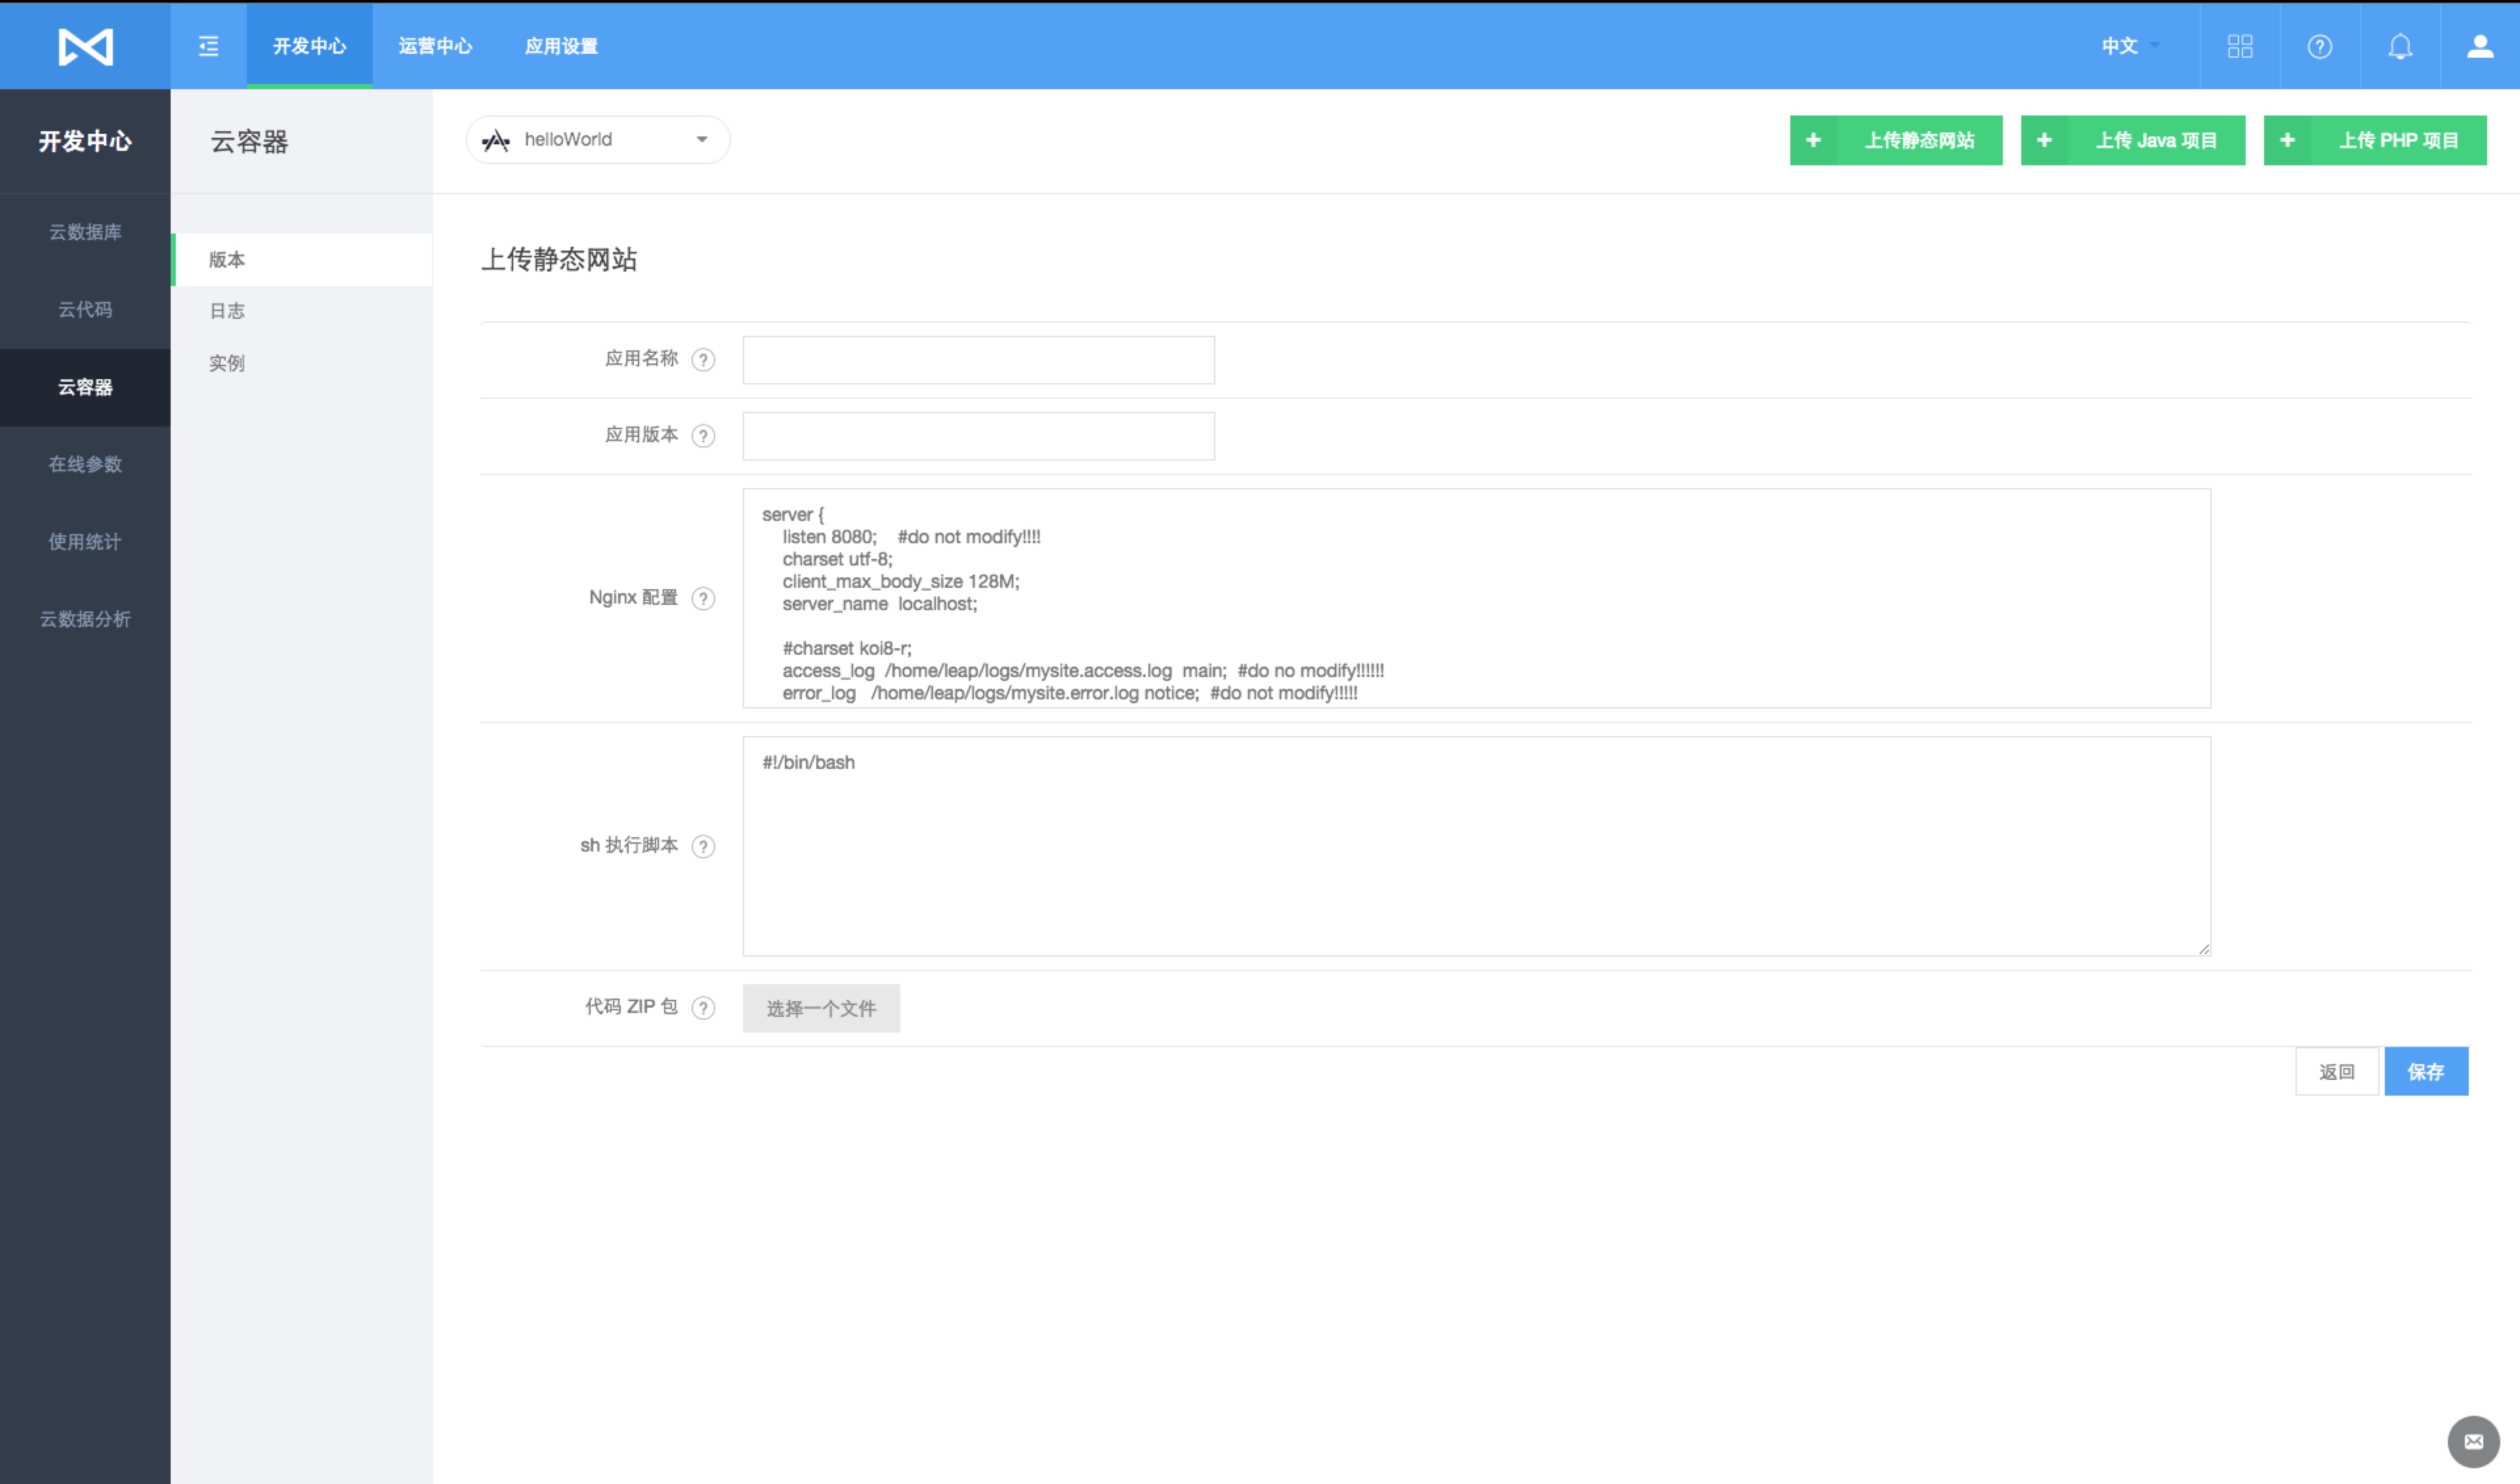 开发中心 运营中心 应用设置 中文
开发中心
云数据库
云代码
云容器
在线参数
使用统计
云数据分析
云容器
版本
日志
实例
helloWorld
上传静态网站 上传 Java 项目 上传 PHP 项目
上传静态网站
应用名称
应用版本
Nginx 配置
server {
listen 8080; #do not modify!!!!
charset utf-8;
client_max_body_size 128M;
server_name localhost;
#charset koi8-r;
access_log /home/leap/logs/mysite.access.log main; #do no modify!!!!!!
error_log /home/leap/logs/mysite.error.log notice; #do not modify!!!!!
sh 执行脚本
#!/bin/bash
代码 ZIP 包
选择一个文件
返回 保存